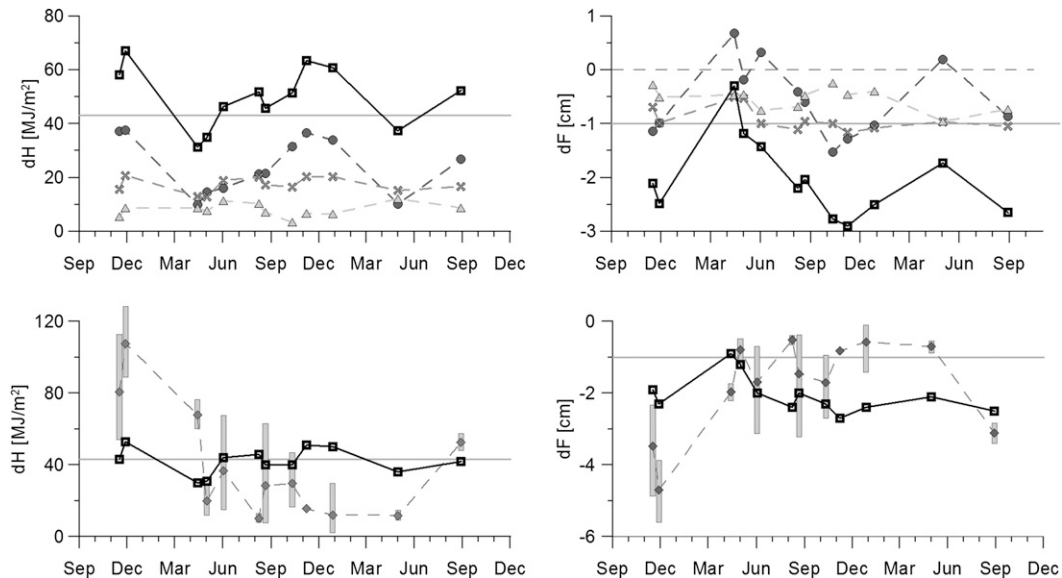 80
60
40
20
0
dH [MJ/m²]
Sep Dec Mar Jun Sep Dec Mar Jun Sep Dec
1
0
-1
-2
-3
dF [cm]
Sep Dec Mar Jun Sep Dec Mar Jun Sep
120
80
40
0
dH [MJ/m²]
Sep Dec Mar Jun Sep Dec Mar Jun Sep Dec
0
-2
-4
-6
dF [cm]
Sep Dec Mar Jun Sep Dec Mar Jun Sep Dec